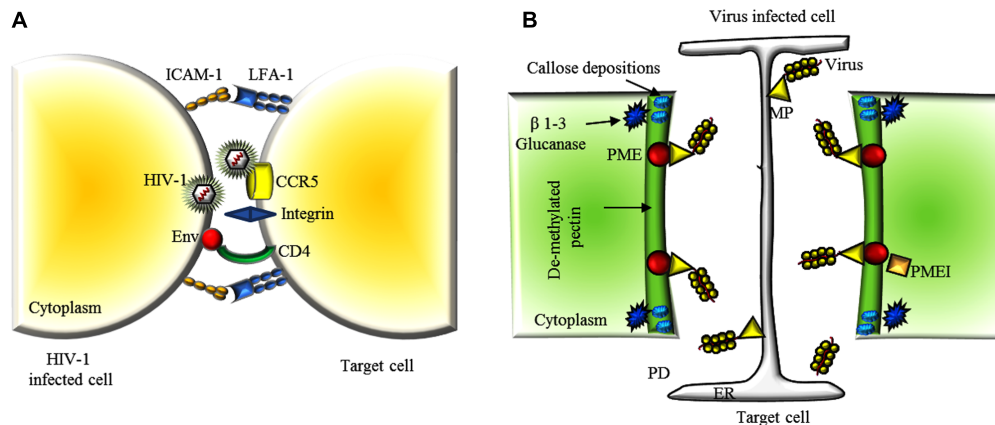 A
ICAM-1
LFA-1
HIV-1
CCR5
Integrin
Env
CD4
Cytoplasm
HIV-1
infected cell
Target cell
B
Virus infected cell
Callose depositions
Virus
MP
β 1-3
Glucanase
PME
De-methylated
pectin
PMEI
Cytoplasm
PD
ER
Target cell